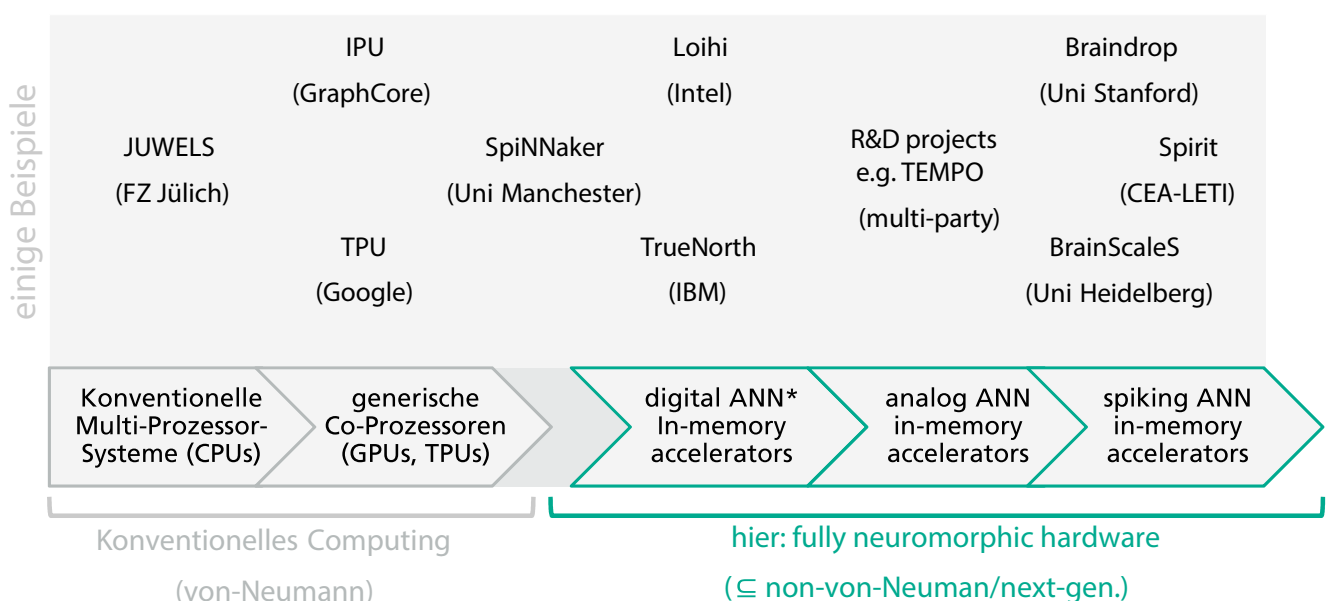 einige Beispiele
IPU
(GraphCore)
Loihi
(Intel)
Braindrop
(Uni Stanford)
JUWELS
(FZ Jülich)
SpiNNaker
(Uni Manchester)
R&D projects
e.g. TEMPO
(multi-party)
Spirit
(CEA-LETI)
TPU
(Google)
TrueNorth
(IBM)
BrainScaleS
(Uni Heidelberg)
Konventionelle
Multi-Prozessor-
Systeme (CPUs)
generische
Co-Prozessoren
(GPUs, TPUs)
digital ANN*
In-memory
accelerators
analog ANN
in-memory
accelerators
spiking ANN
in-memory
accelerators
Konventionelles Computing
(von-Neumann)
hier: fully neuromorphic hardware
(⊆ non-von-Neuman/next-gen.)